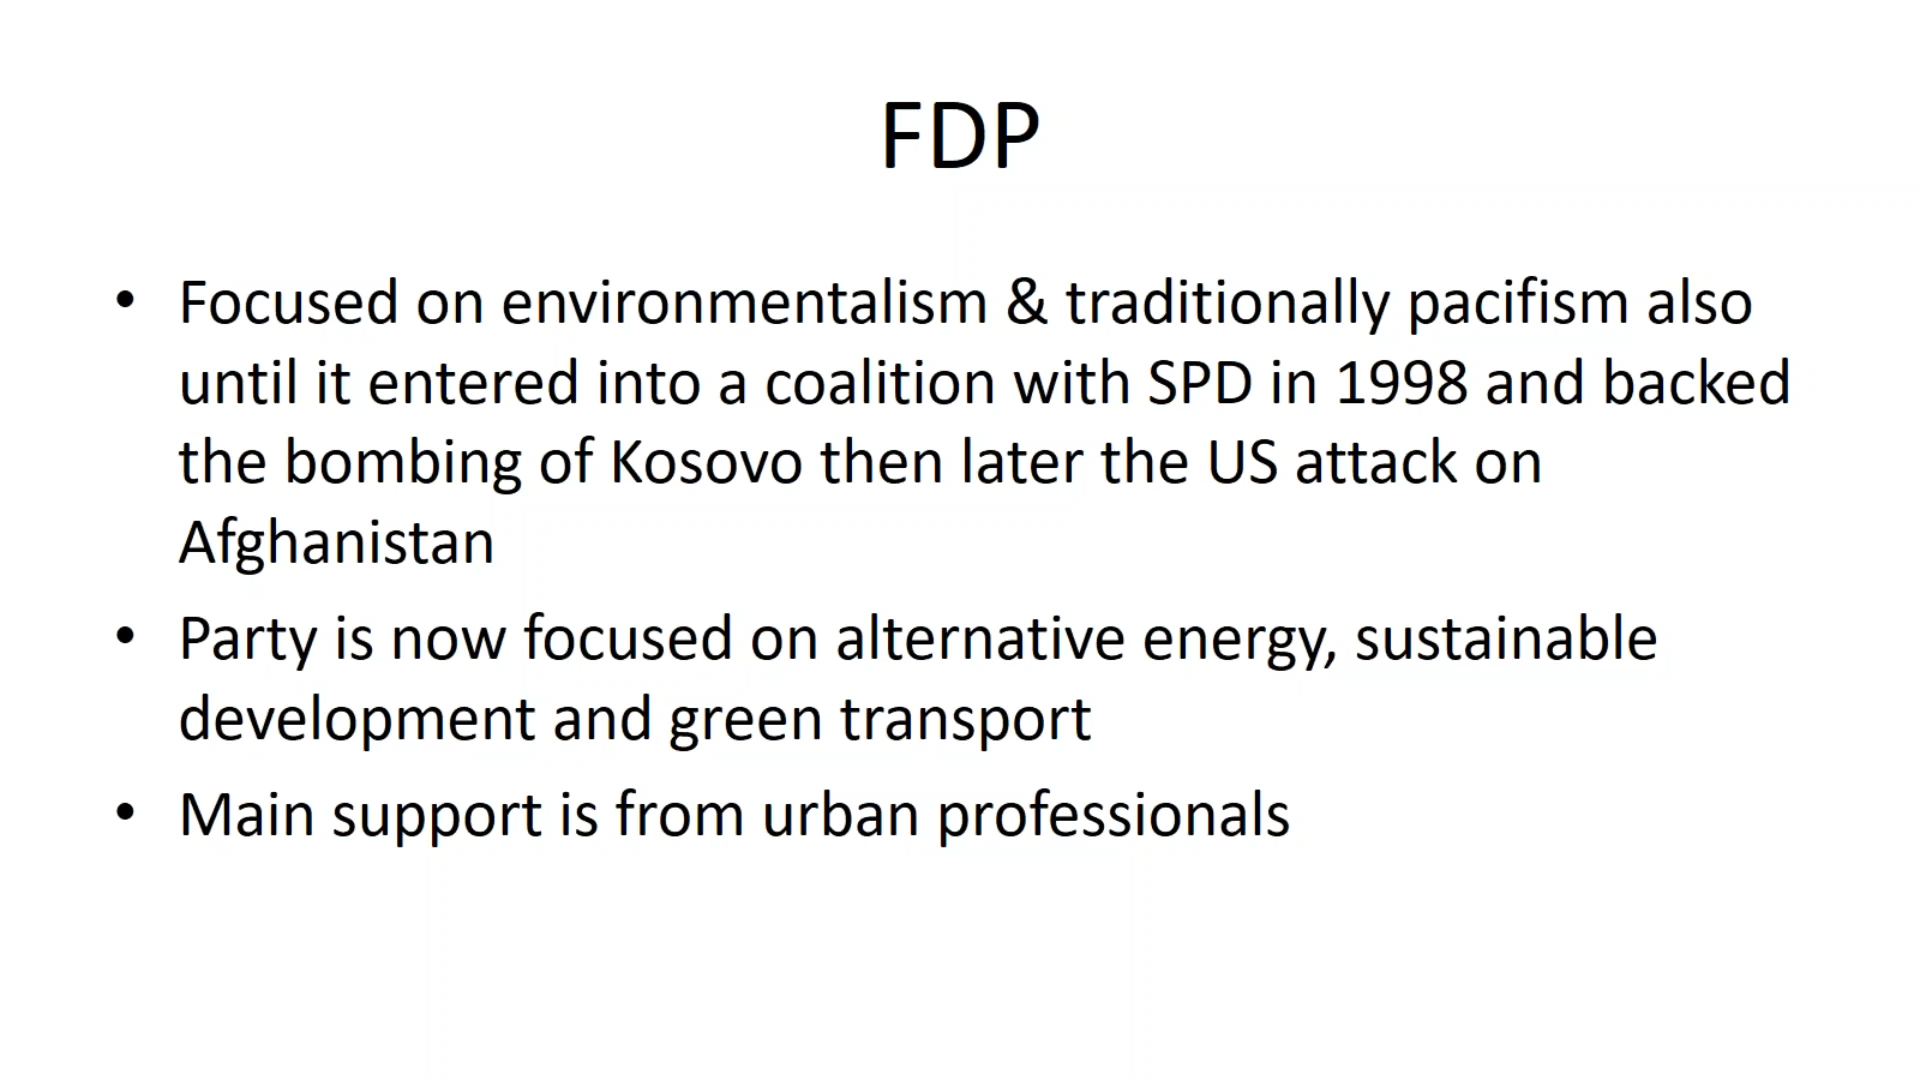 FDP
• Focused on environmentalism & traditionally pacifism also
until it entered into a coalition with SPD in 1998 and backed
the bombing of Kosovo then later the US attack on
Afghanistan
• Party is now focused on alternative energy, sustainable
development and green transport
• Main support is from urban professionals